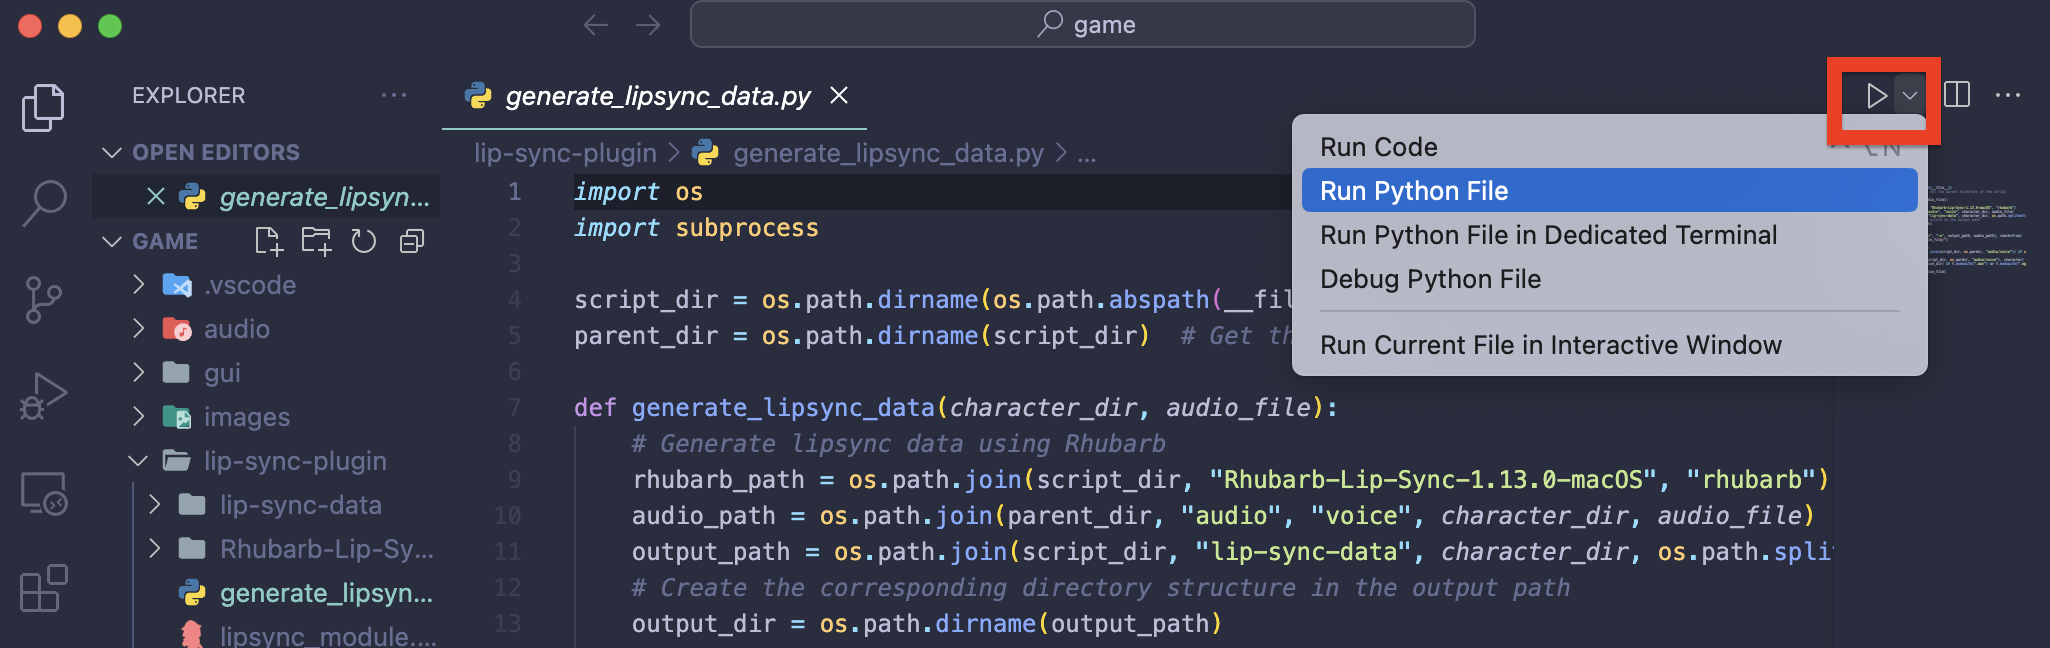 game
EXPLORER ...
OPEN EDITORS
generate_lipsyn...
GAME
.vscode
audio
gui
images
lip-sync-plugin
lip-sync-data
Rhubarb-Lip-Sy...
generate_lipsyn...
lipsync_module....
generate_lipsync_data.py
lip-sync-plugin > generate_lipsync_data.py > ...
1 import os
2 import subprocess
3
4 script_dir = os.path.dirname(os.path.abspath(__fil
5 parent_dir = os.path.dirname(script_dir)  # Get th
6
7 def generate_lipsync_data(character_dir, audio_file):
8 # Generate lipsync data using Rhubarb
9 rhubarb_path = os.path.join(script_dir, "Rhubarb-Lip-Sync-1.13.0-macOS", "rhubarb")
10 audio_path = os.path.join(parent_dir, "audio", "voice", character_dir, audio_file)
11 output_path = os.path.join(script_dir, "lip-sync-data", character_dir, os.path.spli
12 # Create the corresponding directory structure in the output path
13 output_dir = os.path.dirname(output_path)
Run Code ⌃⌥N
Run Python File
Run Python File in Dedicated Terminal
Debug Python File
Run Current File in Interactive Window